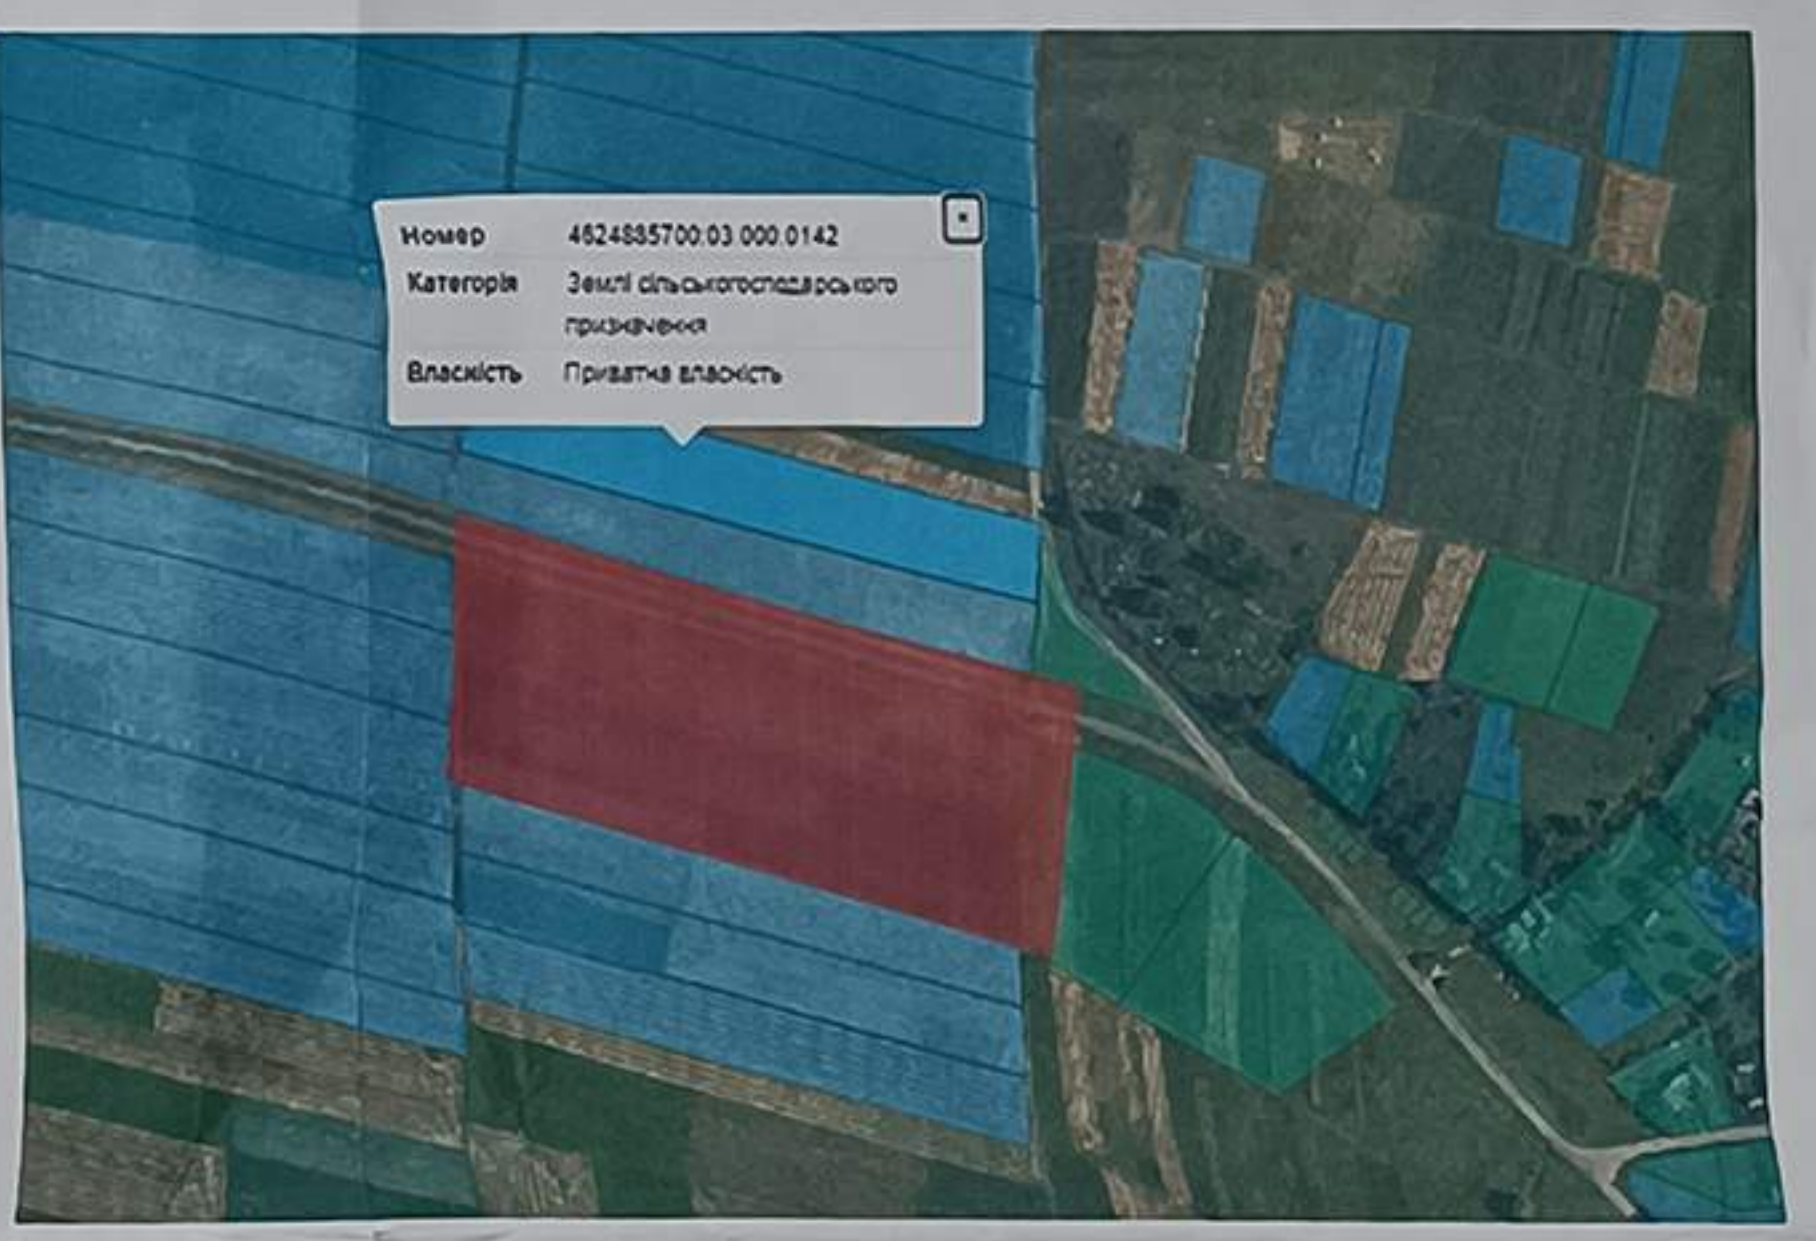 Номер 4624885700:03:000:0142
Категорія Землі сільськогосподарського
призначення
Власність Приватна власність